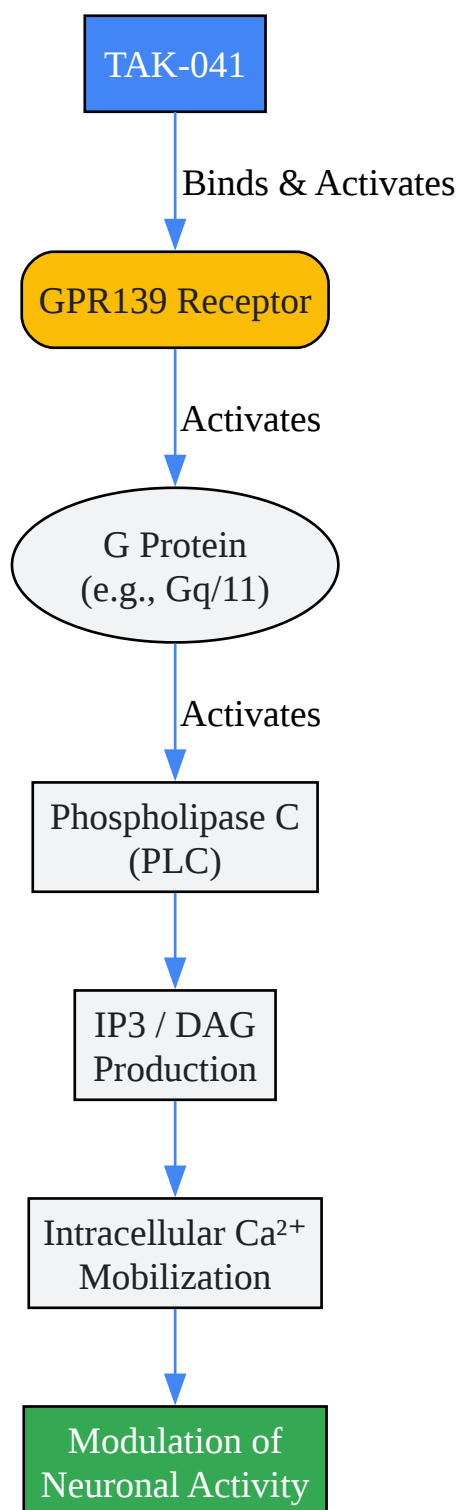 TAK-041
Binds & Activates
GPR139 Receptor
Activates
G Protein
(e.g., Gq/11)
Activates
Phospholipase C
(PLC)
IP3 / DAG
Production
Intracellular Ca²⁺
Mobilization
Modulation of
Neuronal Activity